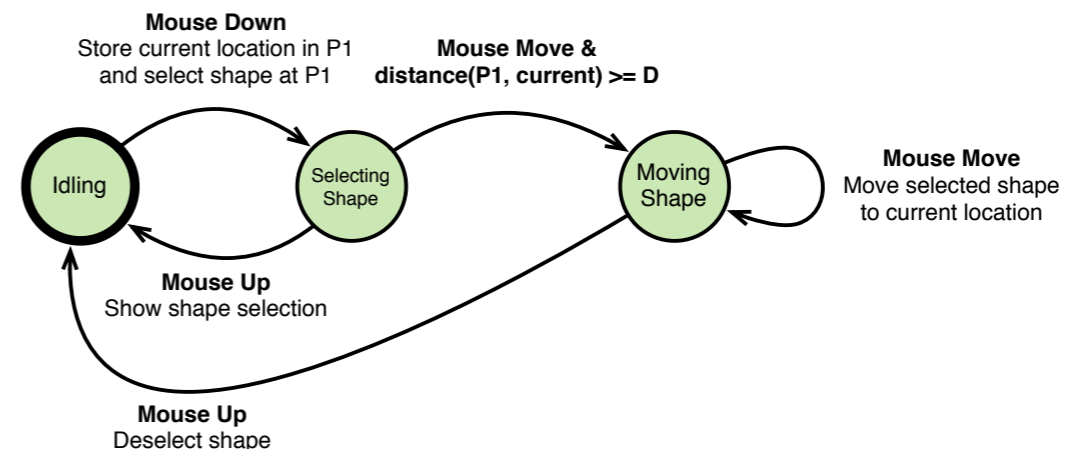 Mouse Down
Store current location in P1
and select shape at P1
Mouse Move &
distance(P1, current) >= D
Idling
Selecting
Shape
Moving
Shape
Mouse Move
Move selected shape
to current location
Mouse Up
Show shape selection
Mouse Up
Deselect shape